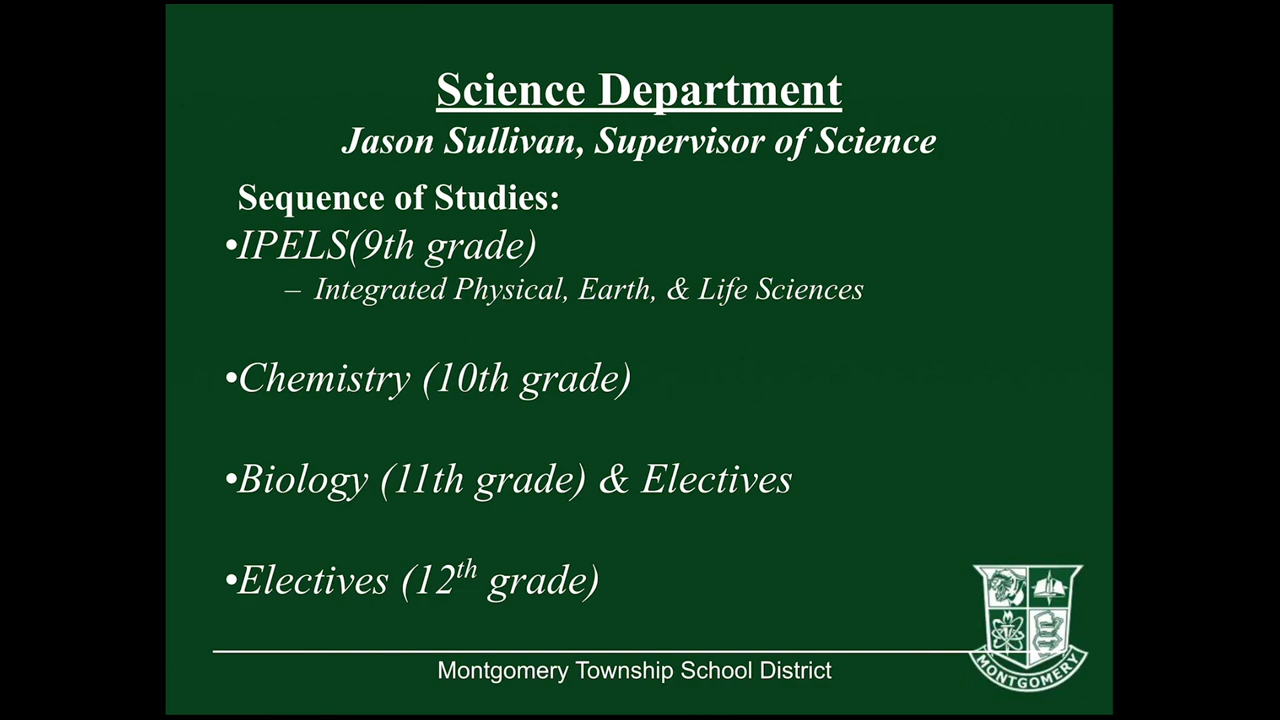 Science Department
Jason Sullivan, Supervisor of Science
Sequence of Studies:
•IPELS(9th grade)
– Integrated Physical, Earth, & Life Sciences
•Chemistry (10th grade)
•Biology (11th grade) & Electives
•Electives (12th grade)
Montgomery Township School District
MONTGOMERY